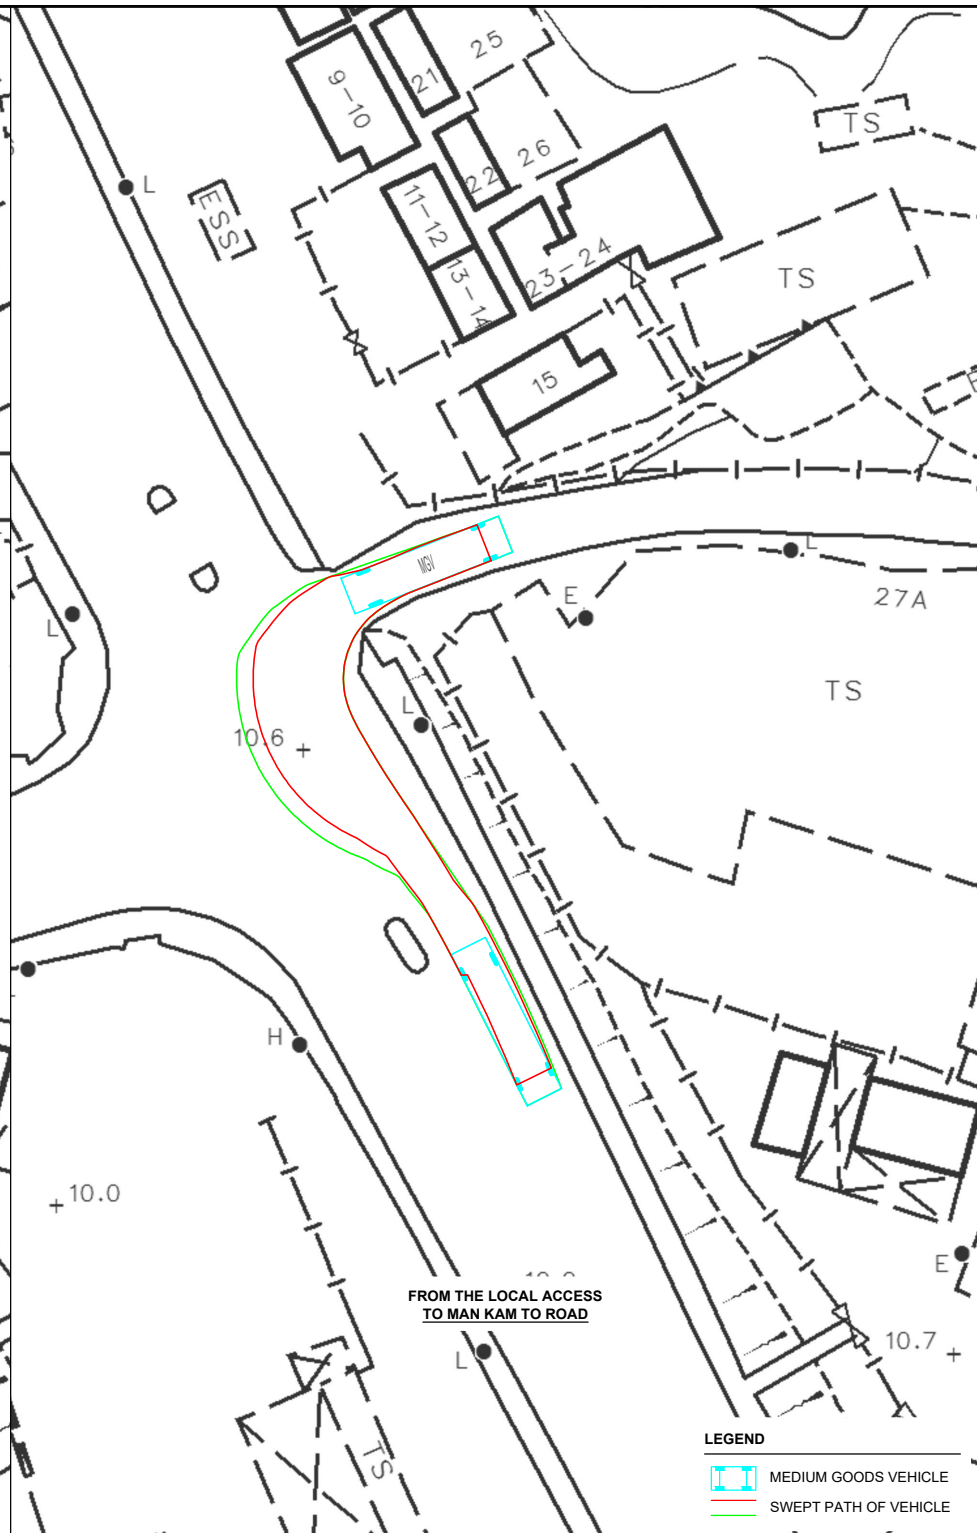 25
21
9-10
TS
26
22
L
ESS
11-12
23-24
TS
13-14
15
MGV
L
E
27A
L
TS
L
10.6
H
10.0
E
FROM THE LOCAL ACCESS
TO MAN KAM TO ROAD
10.7
L
TS
LEGEND
MEDIUM GOODS VEHICLE
SWEPT PATH OF VEHICLE